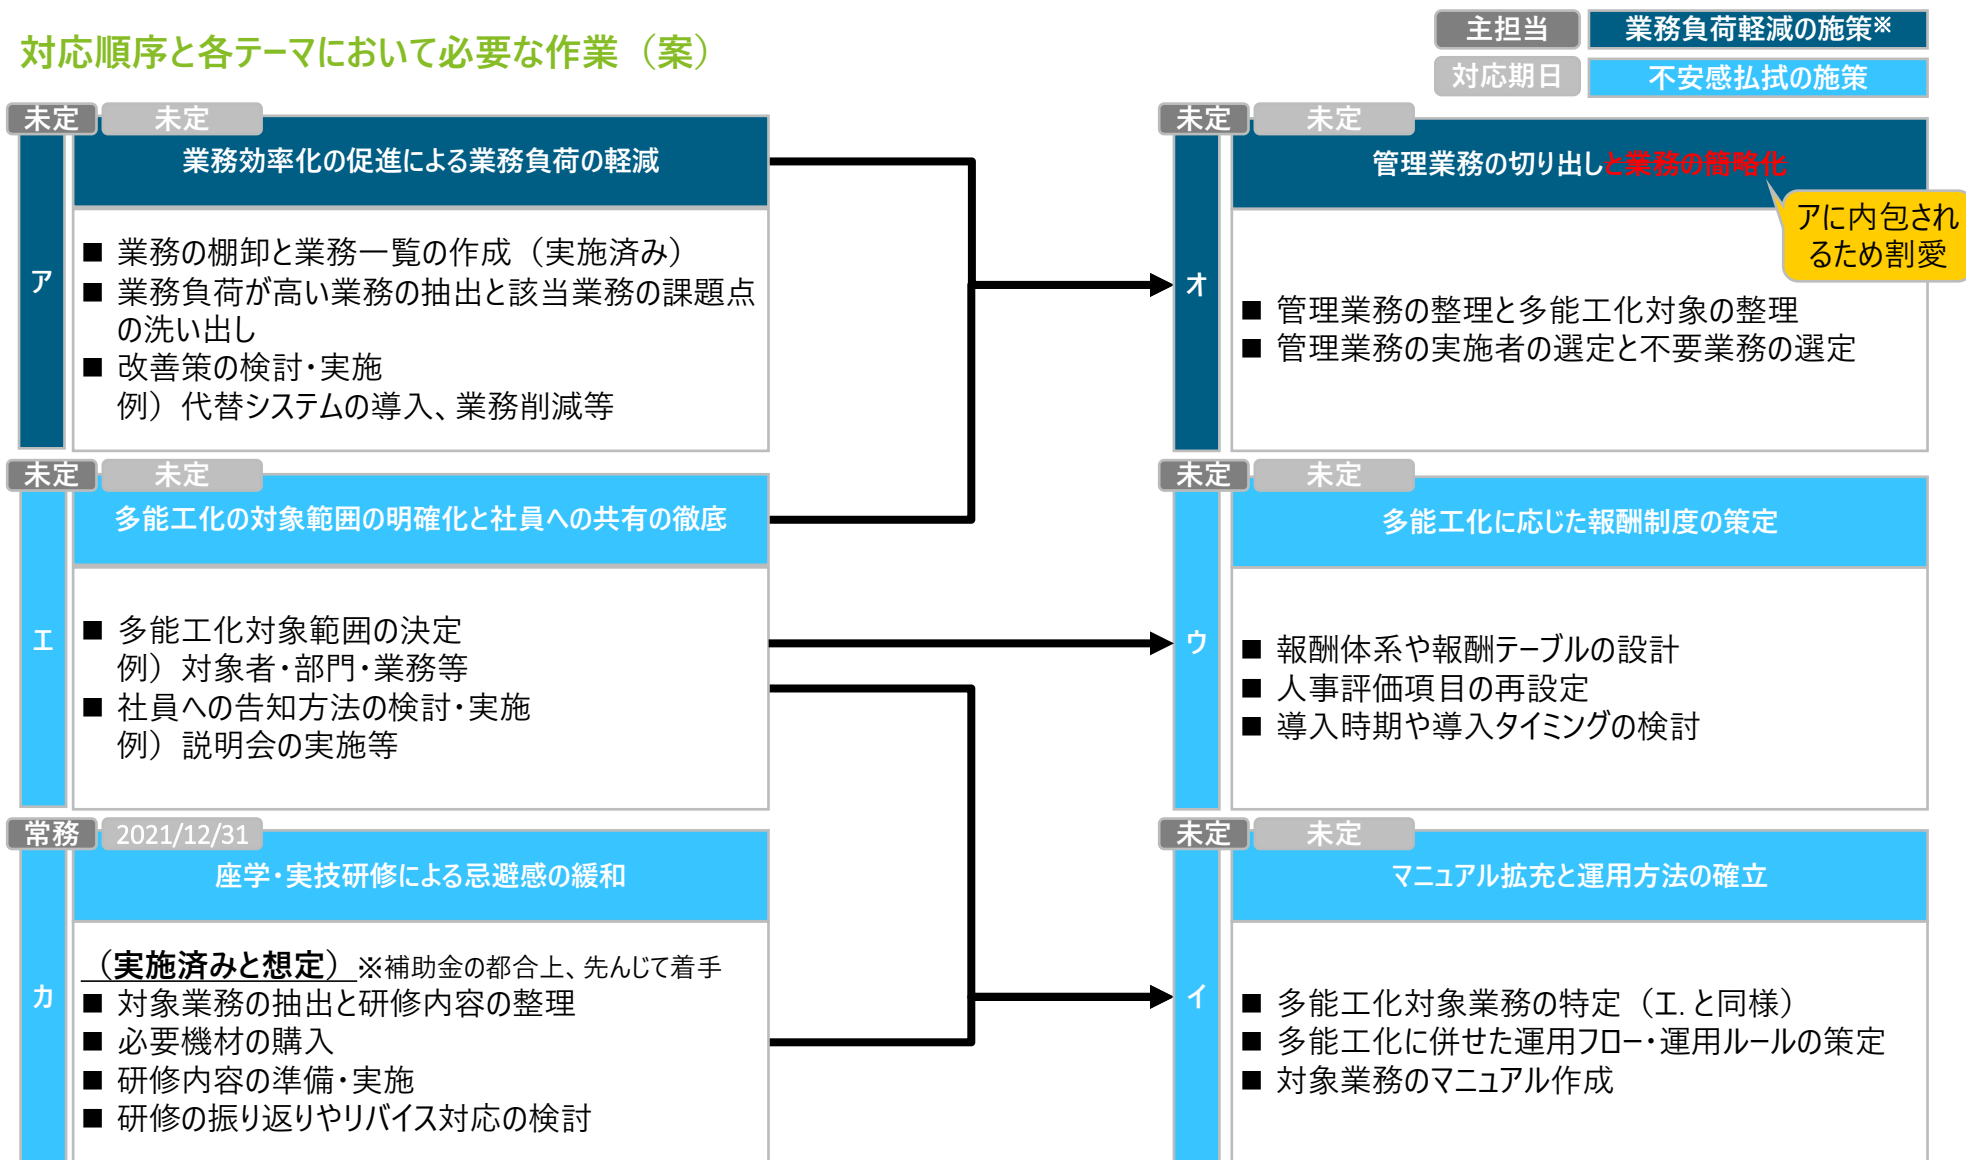 対応順序と各テーマにおいて必要な作業（案）
主担当
業務負荷軽減の施策※
対応期日
不安感払拭の施策
未定
未定
ア
業務効率化の促進による業務負荷の軽減
■ 業務の棚卸と業務一覧の作成（実施済み）
■ 業務負荷が高い業務の抽出と該当業務の課題点
の洗い出し
■ 改善策の検討・実施
例）代替システムの導入、業務削減等
未定
未定
オ
管理業務の切り出しと業務の簡略化
アに内包され
るため割愛
■ 管理業務の整理と多能工化対象の整理
■ 管理業務の実施者の選定と不要業務の選定
未定
未定
エ
多能工化の対象範囲の明確化と社員への共有の徹底
■ 多能工化対象範囲の決定
例）対象者・部門・業務等
■ 社員への告知方法の検討・実施
例）説明会の実施等
未定
未定
ウ
多能工化に応じた報酬制度の策定
■ 報酬体系や報酬テーブルの設計
■ 人事評価項目の再設定
■ 導入時期や導入タイミングの検討
常務
2021/12/31
カ
座学・実技研修による忌避感の緩和
（実施済みと想定）※補助金の都合上、先んじて着手
■ 対象業務の抽出と研修内容の整理
■ 必要機材の購入
■ 研修内容の準備・実施
■ 研修の振り返りやリバイス対応の検討
未定
未定
イ
マニュアル拡充と運用方法の確立
■ 多能工化対象業務の特定（エ. と同様）
■ 多能工化に併せた運用フロー・運用ルールの策定
■ 対象業務のマニュアル作成